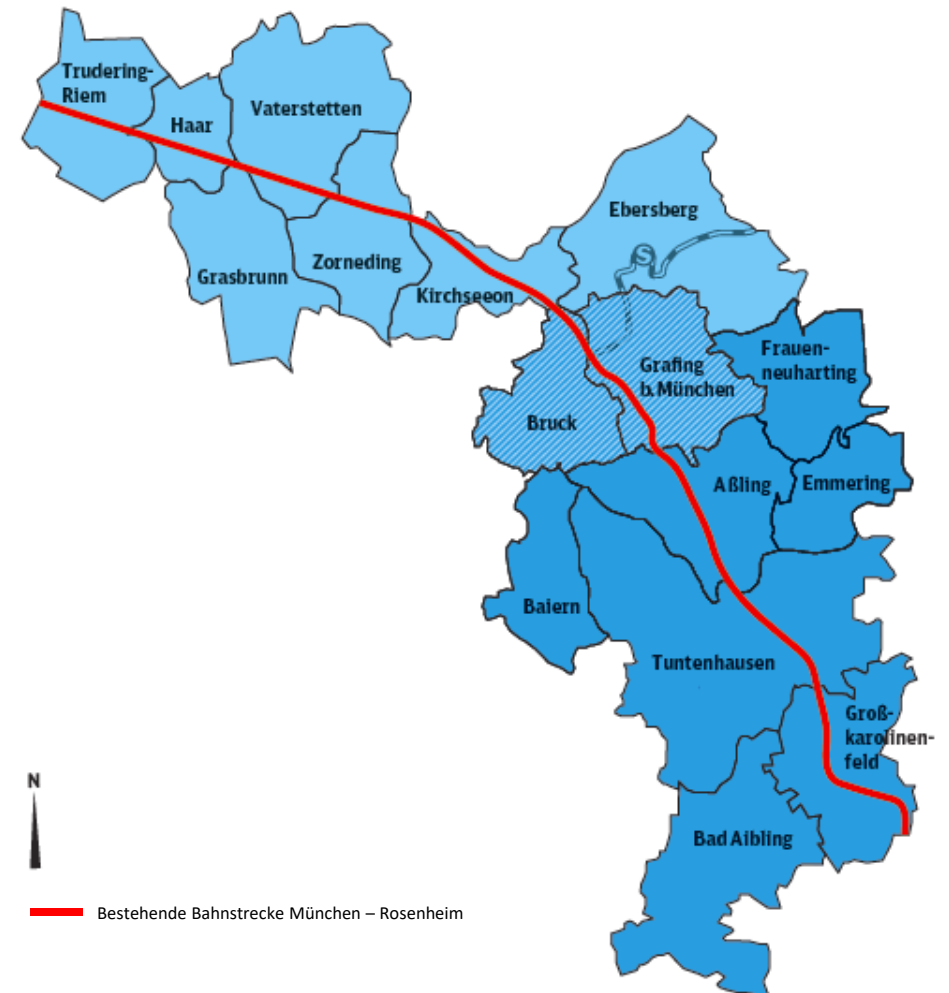 Trudering-
Riem
Haar
Vaterstetten
Grasbrunn
Zorneding
Kirchseeon
Ebersberg
S
Grafing
b. München
Bruck
Frauen-
neuharting
Aßling
Emmering
Baiern
Tuntenhausen
Groß-
karolinen-
feld
Bad Aibling
N
Bestehende Bahnstrecke München – Rosenheim